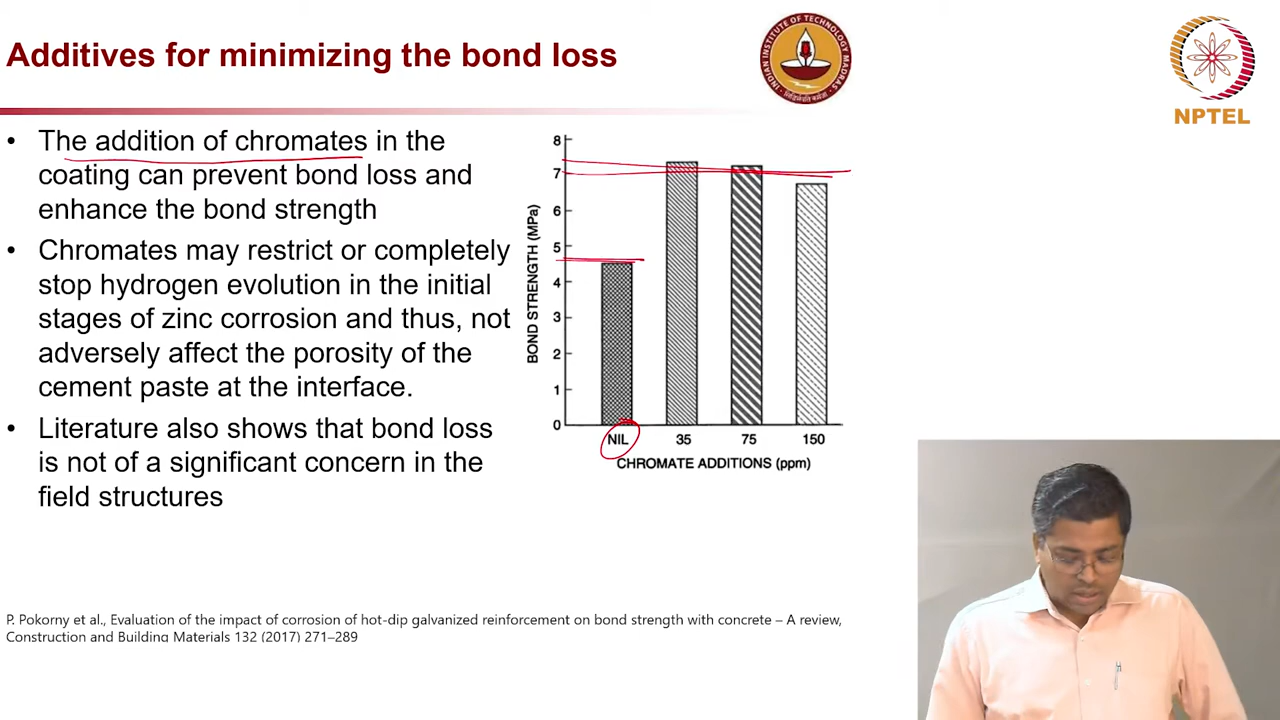 Additives for minimizing the bond loss
INDIAN INSTITUTE OF TECHNOLOGY MADRAS
NPTEL
• The addition of chromates in the
coating can prevent bond loss and
enhance the bond strength
• Chromates may restrict or completely
stop hydrogen evolution in the initial
stages of zinc corrosion and thus, not
adversely affect the porosity of the
cement paste at the interface.
• Literature also shows that bond loss
is not of a significant concern in the
field structures
BOND STRENGTH (MPa)
8
7
6
5
4
3
2
1
0
NIL 35 75 150
CHROMATE ADDITIONS (ppm)
P. Pokorny et al., Evaluation of the impact of corrosion of hot-dip galvanized reinforcement on bond strength with concrete – A review,
Construction and Building Materials 132 (2017) 271–289